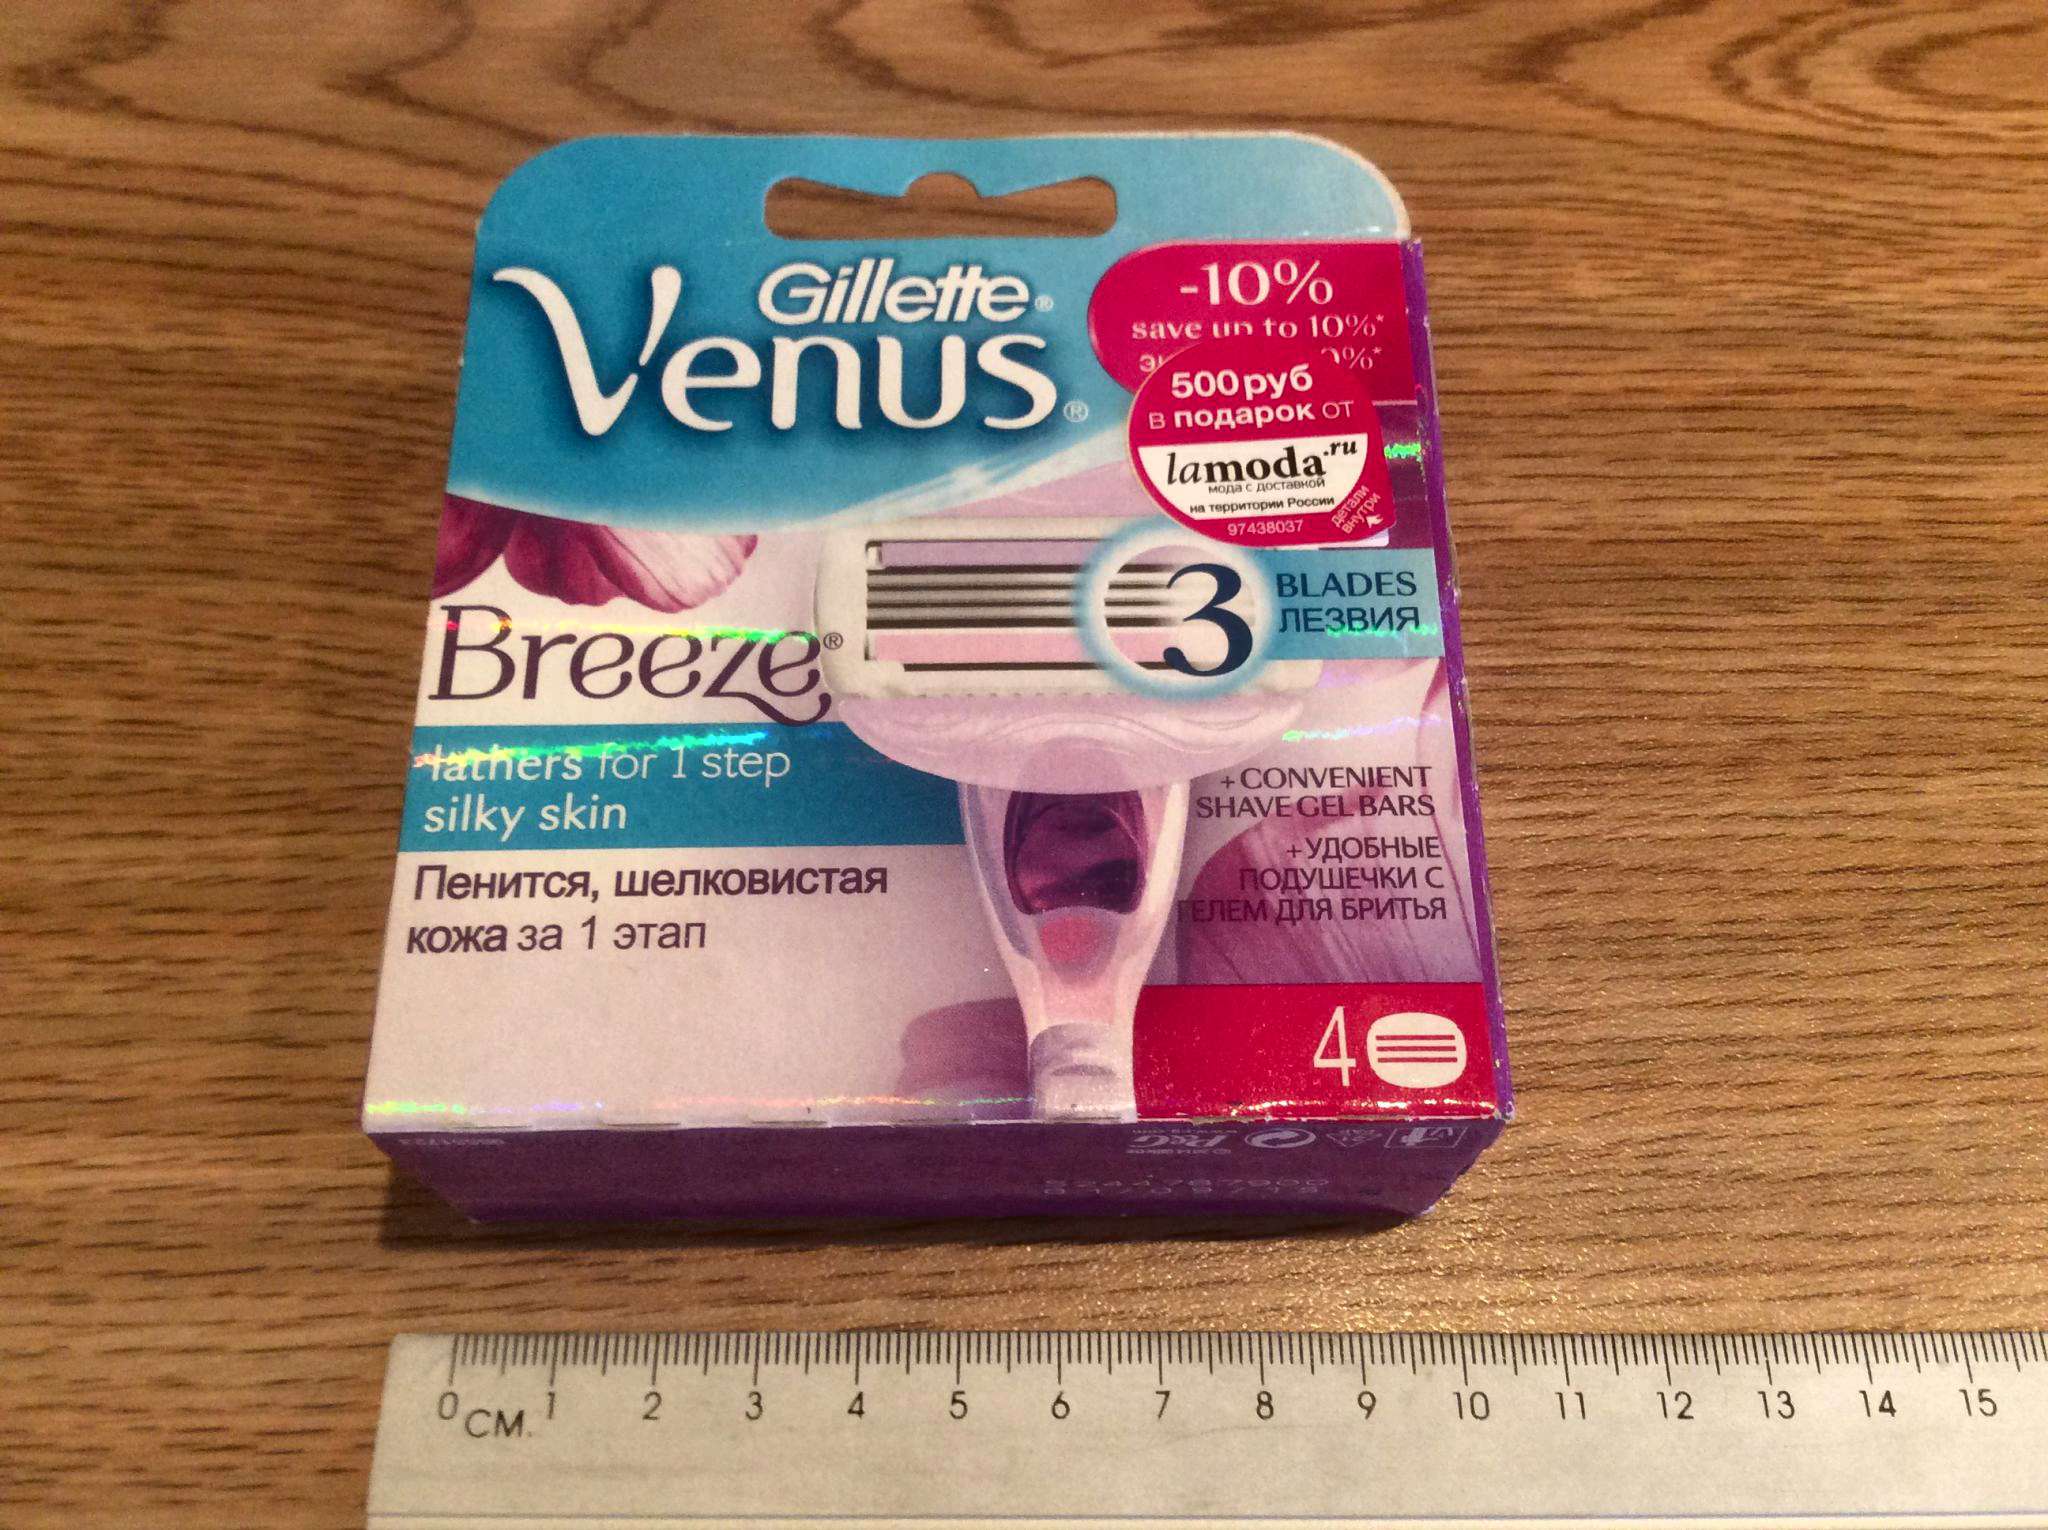 Gillette®
Venus®
-10%
save up to 10%*
500 руб
в подарок от
lamoda.ru
мода с доставкой
на территории России
97438037
детали
внутри
3
BLADES
ЛЕЗВИЯ
Breeze®
lathers for 1 step
silky skin
Пенится, шелковистая
кожа за 1 этап
+CONVENIENT
SHAVE GEL BARS
+УДОБНЫЕ
ПОДУШЕЧКИ С
ГЕЛЕМ ДЛЯ БРИТЬЯ
4
P&G
0 1 2 3 4 5 6 7 8 9 10 11 12 13 14 15
СМ.